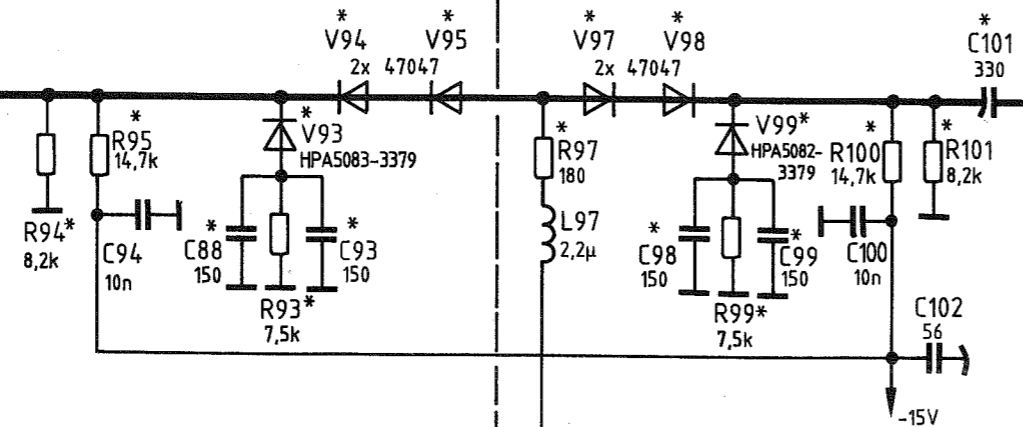 *
V94
2x 47047
*
V95
*
V97
2x 47047
*
V98
*
C101
330
*
R95
14,7k
*
V93
HPA5083-3379
*
R97
180
V99*
HPA5082-
3379
*
R100
14,7k
*
R101
8,2k
R94*
8,2k
C94
10n
*
C88
150
*
C93
150
L97
2,2µ
*
C98
150
*
C99
150
C100
10n
R93*
7,5k
R99*
7,5k
C102
56
-15V